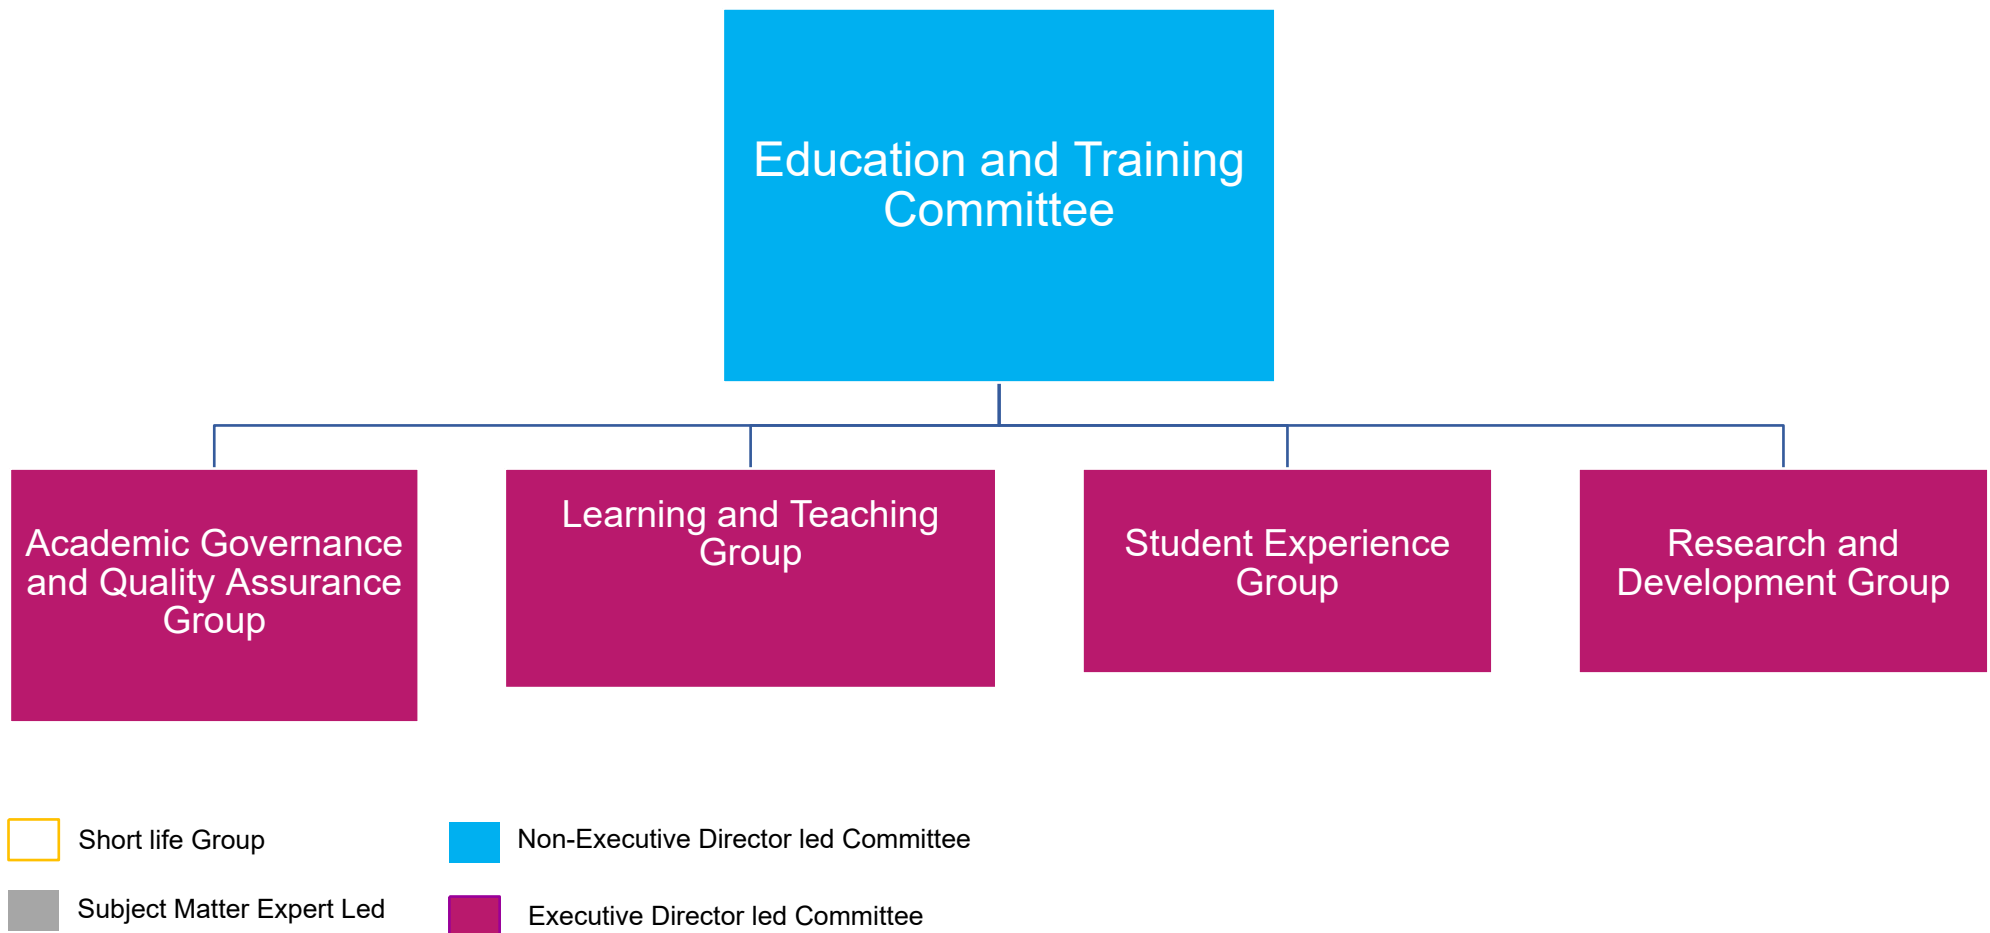 Education and Training
Committee
Academic Governance
and Quality Assurance
Group
Learning and Teaching
Group
Student Experience
Group
Research and
Development Group
Short life Group
Non-Executive Director led Committee
Subject Matter Expert Led
Executive Director led Committee